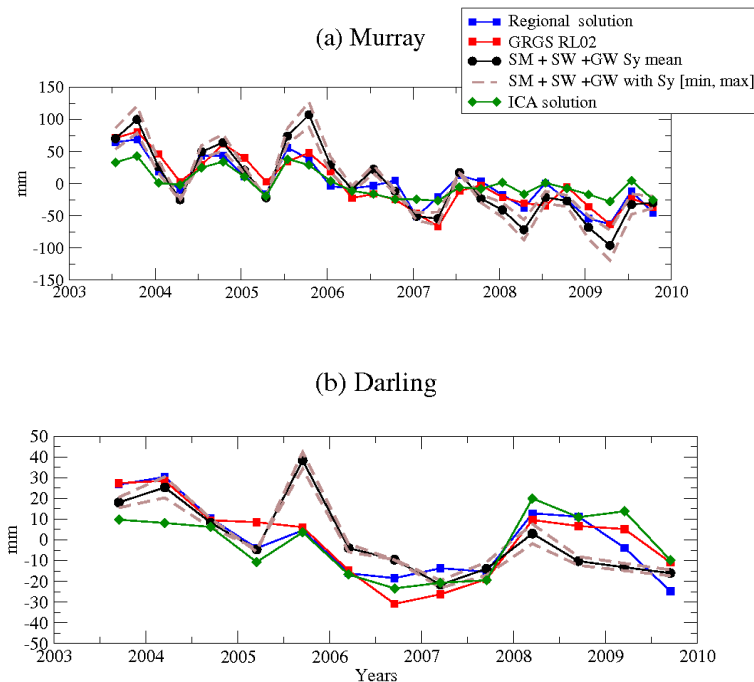 (a) Murray
Regional solution
GRGS RL02
SM + SW +GW Sy mean
SM + SW +GW with Sy [min, max]
ICA solution
150
100
50
0
-50
-100
-150
mm
2003 2004 2005 2006 2007 2008 2009 2010
(b) Darling
50
40
30
20
10
0
-10
-20
-30
-40
-50
mm
2003 2004 2005 2006 2007 2008 2009 2010
Years